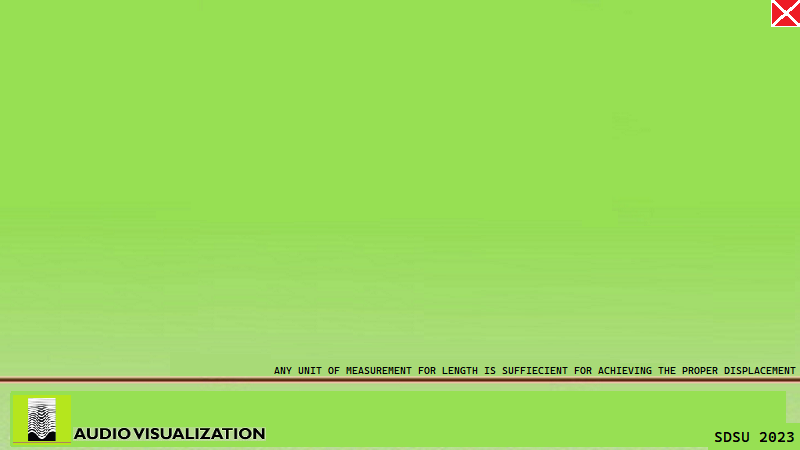 ANY UNIT OF MEASUREMENT FOR LENGTH IS SUFFIECIENT FOR ACHIEVING THE PROPER DISPLACEMENT
AUDIO VISUALIZATION
SDSU 2023